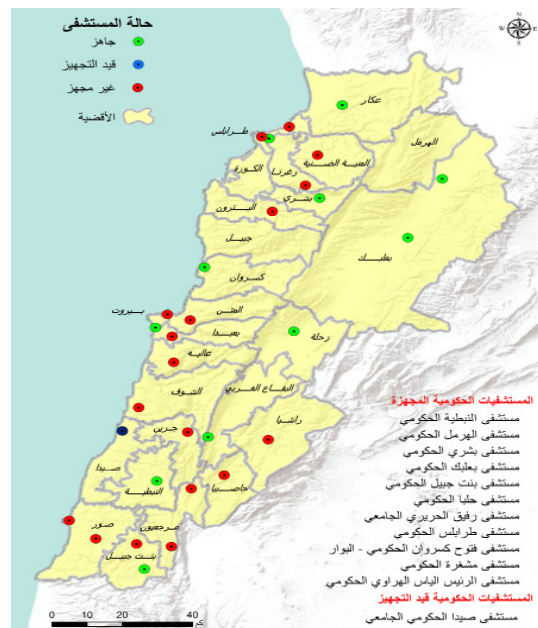 حالة المستشفى
جاهز
قيد التجهيز
غير مجهز
الأقضية
N
W E
S
عكار
طرابلس
الهرمل
المنية الضنية
زغرتا
الكورة
بشري
البترون
جبيل
بعلبك
كسروان
المتن
بيروت
بعبدا
زحلة
عاليه
الشوف
البقاع الغربي
راشيا
جزين
صيدا
النبطية
حاصبيا
مرجعيون
صور
بنت جبيل
المستشفيات الحكومية المجهزة
مستشفى النبطية الحكومي
مستشفى الهرمل الحكومي
مستشفى بشري الحكومي
مستشفى بعلبك الحكومي
مستشفى بنت جبيل الحكومي
مستشفى حلبا الحكومي
مستشفى رفيق الحريري الجامعي
مستشفى طرابلس الحكومي
مستشفى فتوح كسروان الحكومي - البوار
مستشفى مشغرة الحكومي
مستشفى الرئيس الياس الهراوي الحكومي
المستشفيات الحكومية قيد التجهيز
مستشفى صيدا الحكومي الجامعي
0 10 20 40
كم